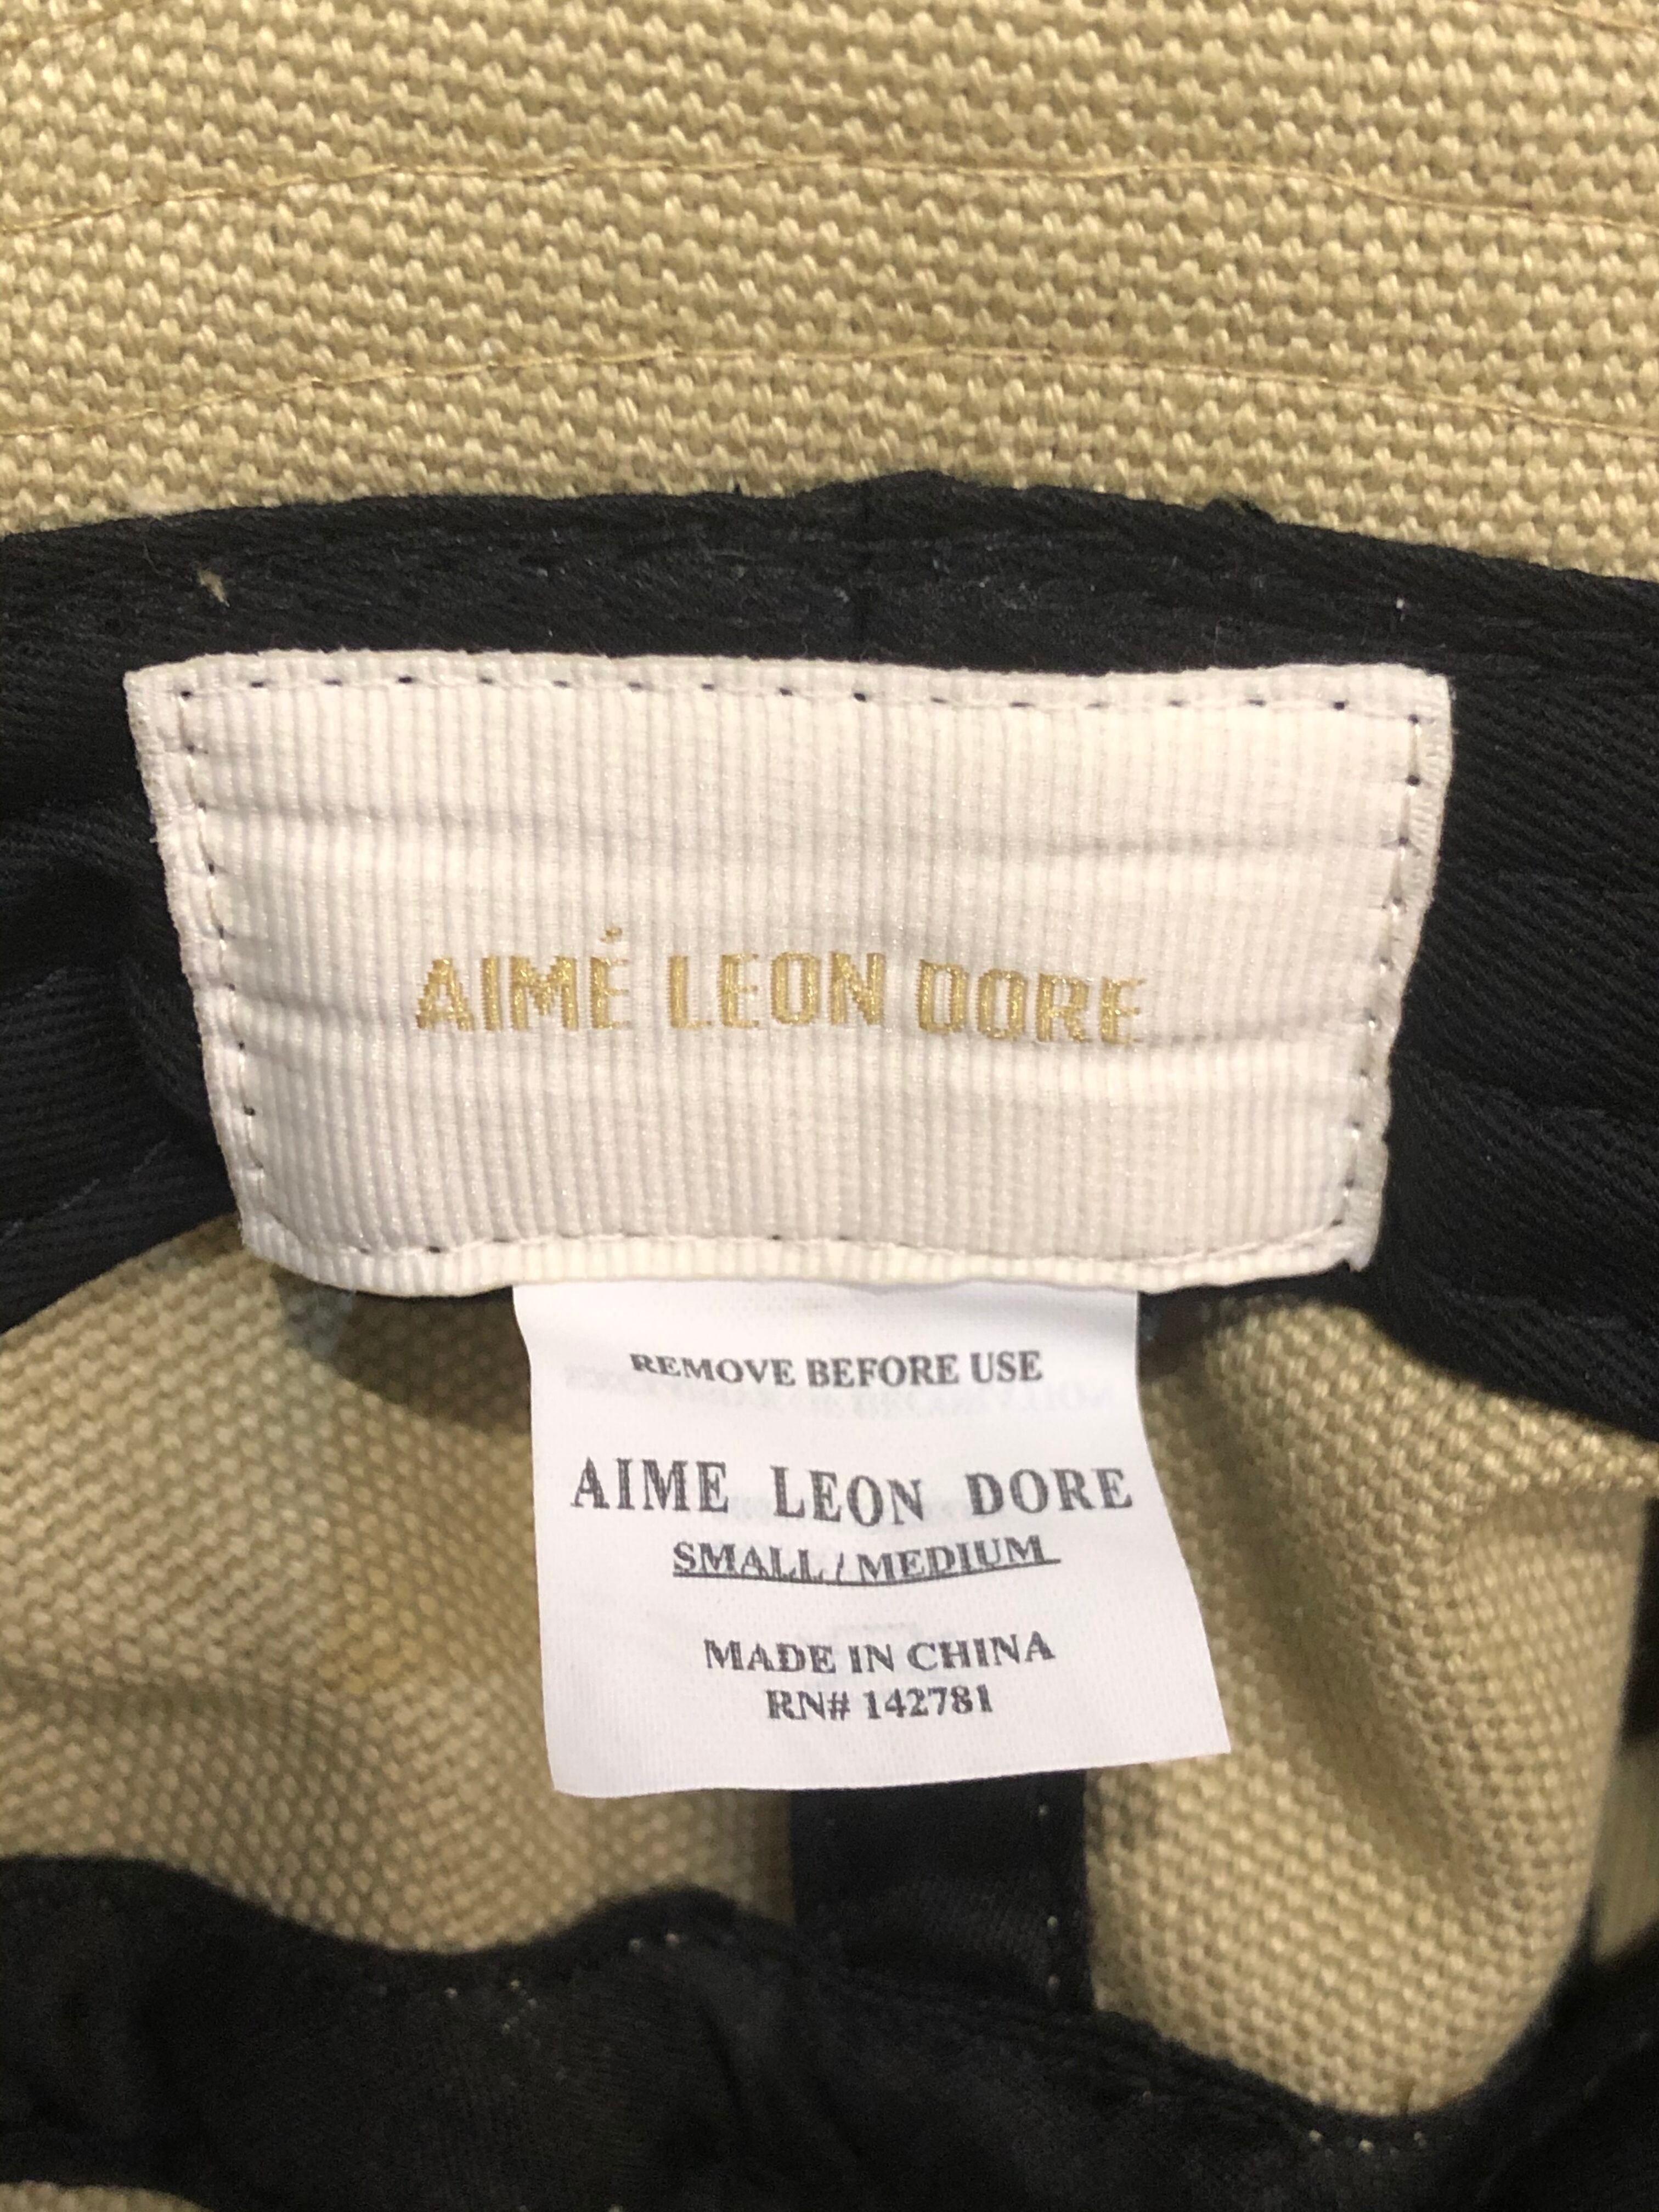 AIMÉ LEON DORE
REMOVE BEFORE USE
AIME LEON DORE
SMALL / MEDIUM
MADE IN CHINA
RN# 142781